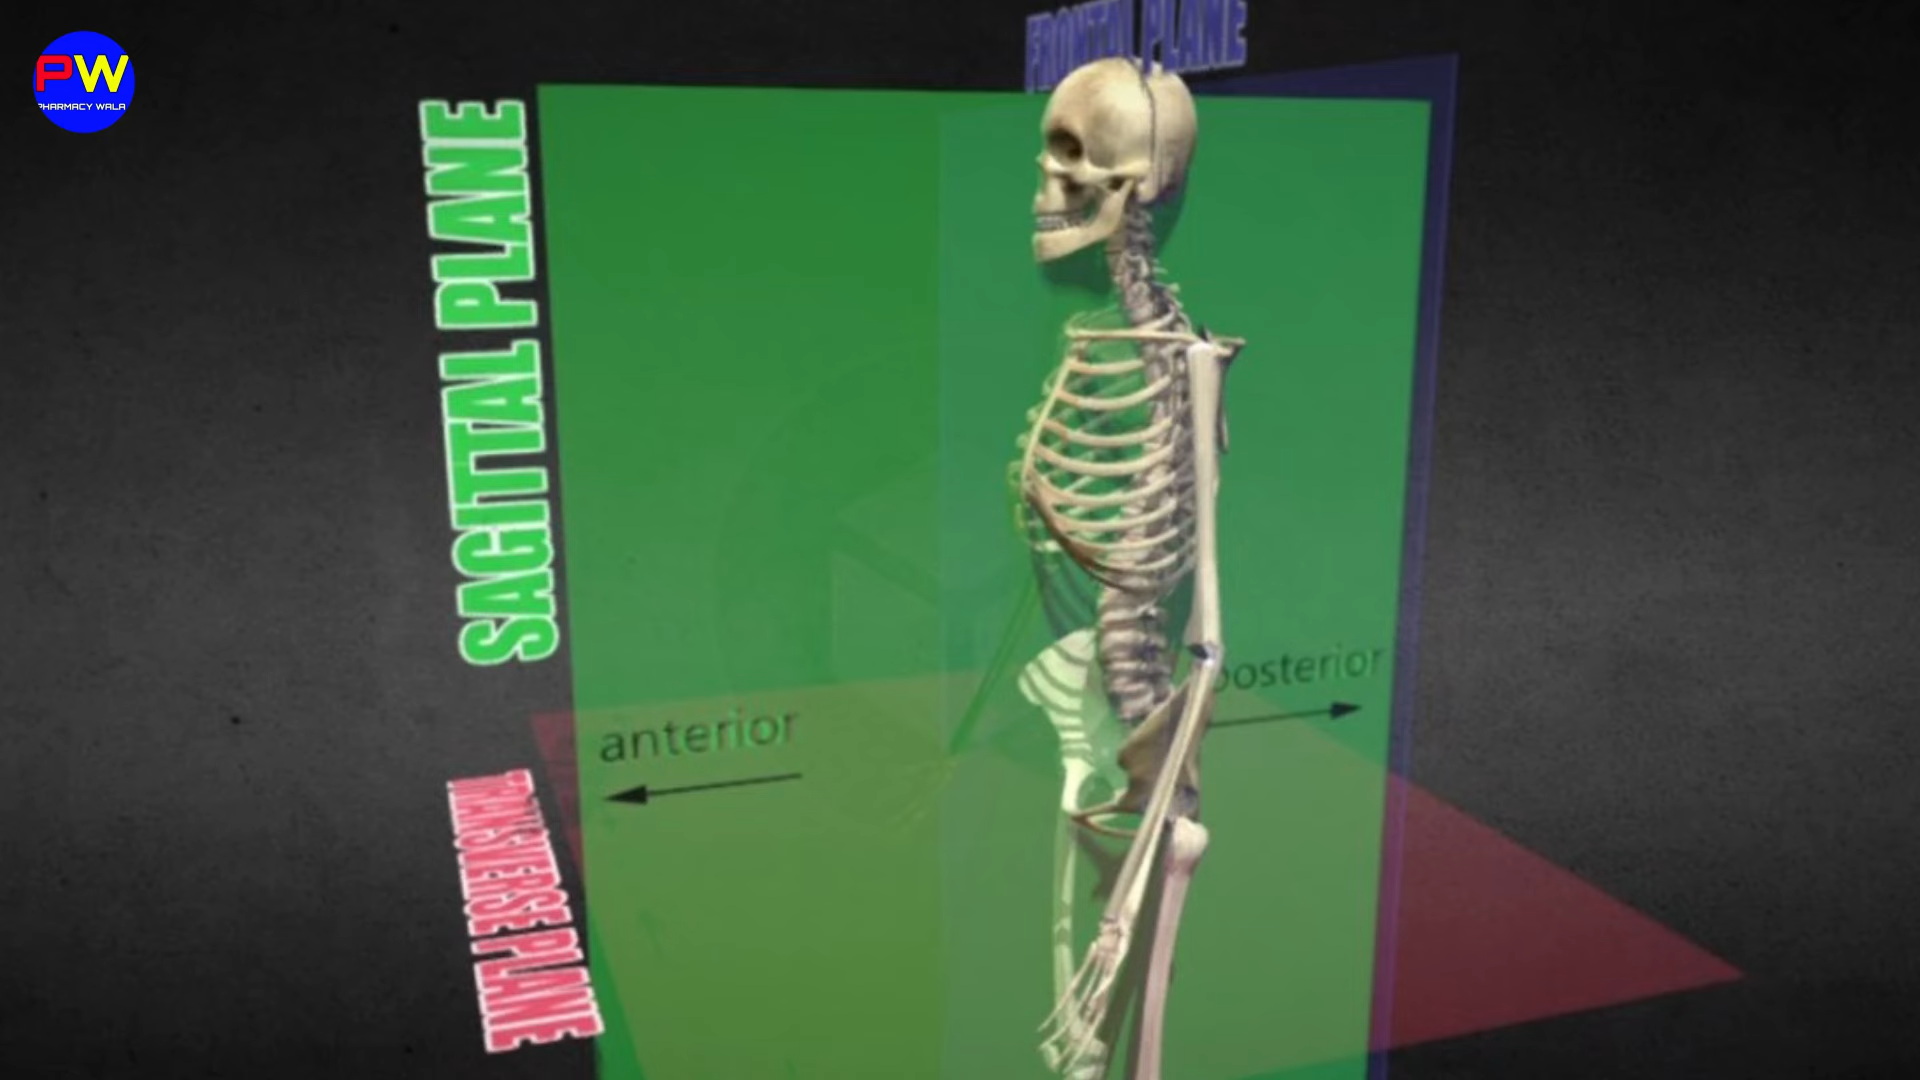 PW
PHARMACY WALA
FRONTAL PLANE
SAGITTAL PLANE
posterior
anterior
TRANSVERSE PLANE